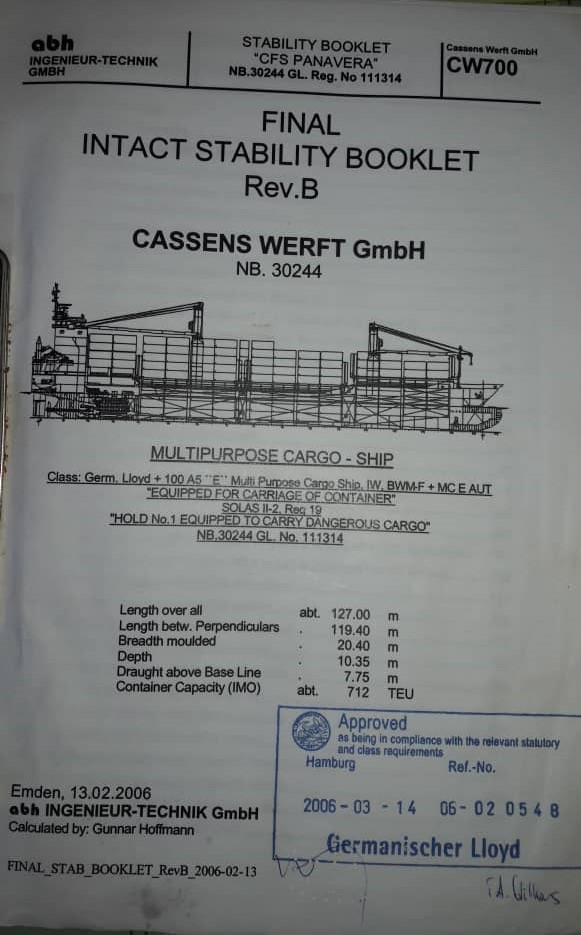 abh
INGENIEUR-TECHNIK
GMBH
STABILITY BOOKLET
"CFS PANAVERA"
NB.30244 GL. Reg. No 111314
Cassens Werft GmbH
CW700
FINAL
INTACT STABILITY BOOKLET
Rev.B
CASSENS WERFT GmbH
NB. 30244
MULTIPURPOSE CARGO - SHIP
Class: Germ. Lloyd + 100 A5 "E" Multi Purpose Cargo Ship, IW, BWM-F + MC E AUT
"EQUIPPED FOR CARRIAGE OF CONTAINER"
SOLAS II-2, Reg 19
"HOLD No.1 EQUIPPED TO CARRY DANGEROUS CARGO"
NB.30244 GL. No. 111314
Length over all abt. 127.00 m
Length betw. Perpendiculars . 119.40 m
Breadth moulded . 20.40 m
Depth . 10.35 m
Draught above Base Line . 7.75 m
Container Capacity (IMO) abt. 712 TEU
Approved
as being in compliance with the relevant statutory
and class requirements
Hamburg Ref.-No.
2006-03-14 06-020548
Germanischer Lloyd
Emden, 13.02.2006
abh INGENIEUR-TECHNIK GmbH
Calculated by: Gunnar Hoffmann
FINAL_STAB_BOOKLET_RevB_2006-02-13